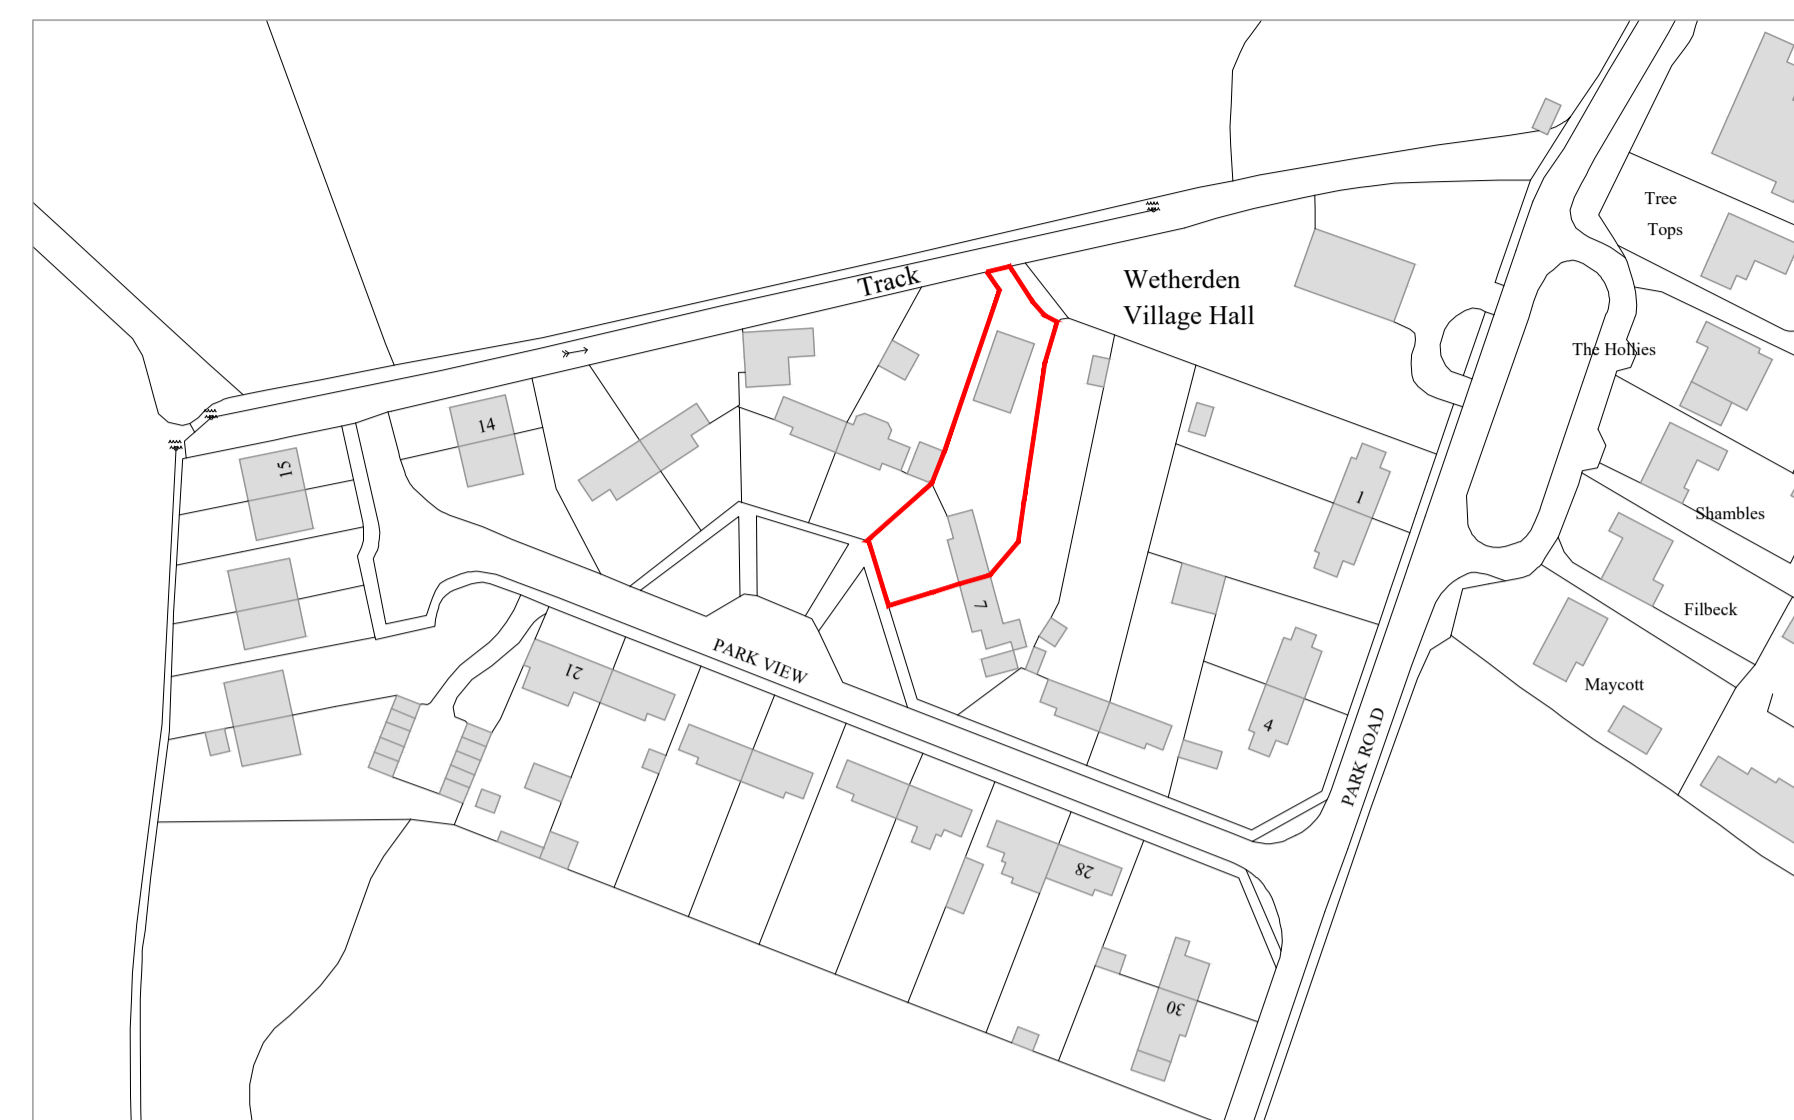 Tree
Tops
Track
Wetherden
Village Hall
The Hollies
14
15
1
Shambles
7
Filbeck
PARK VIEW
21
Maycott
4
PARK ROAD
28
30